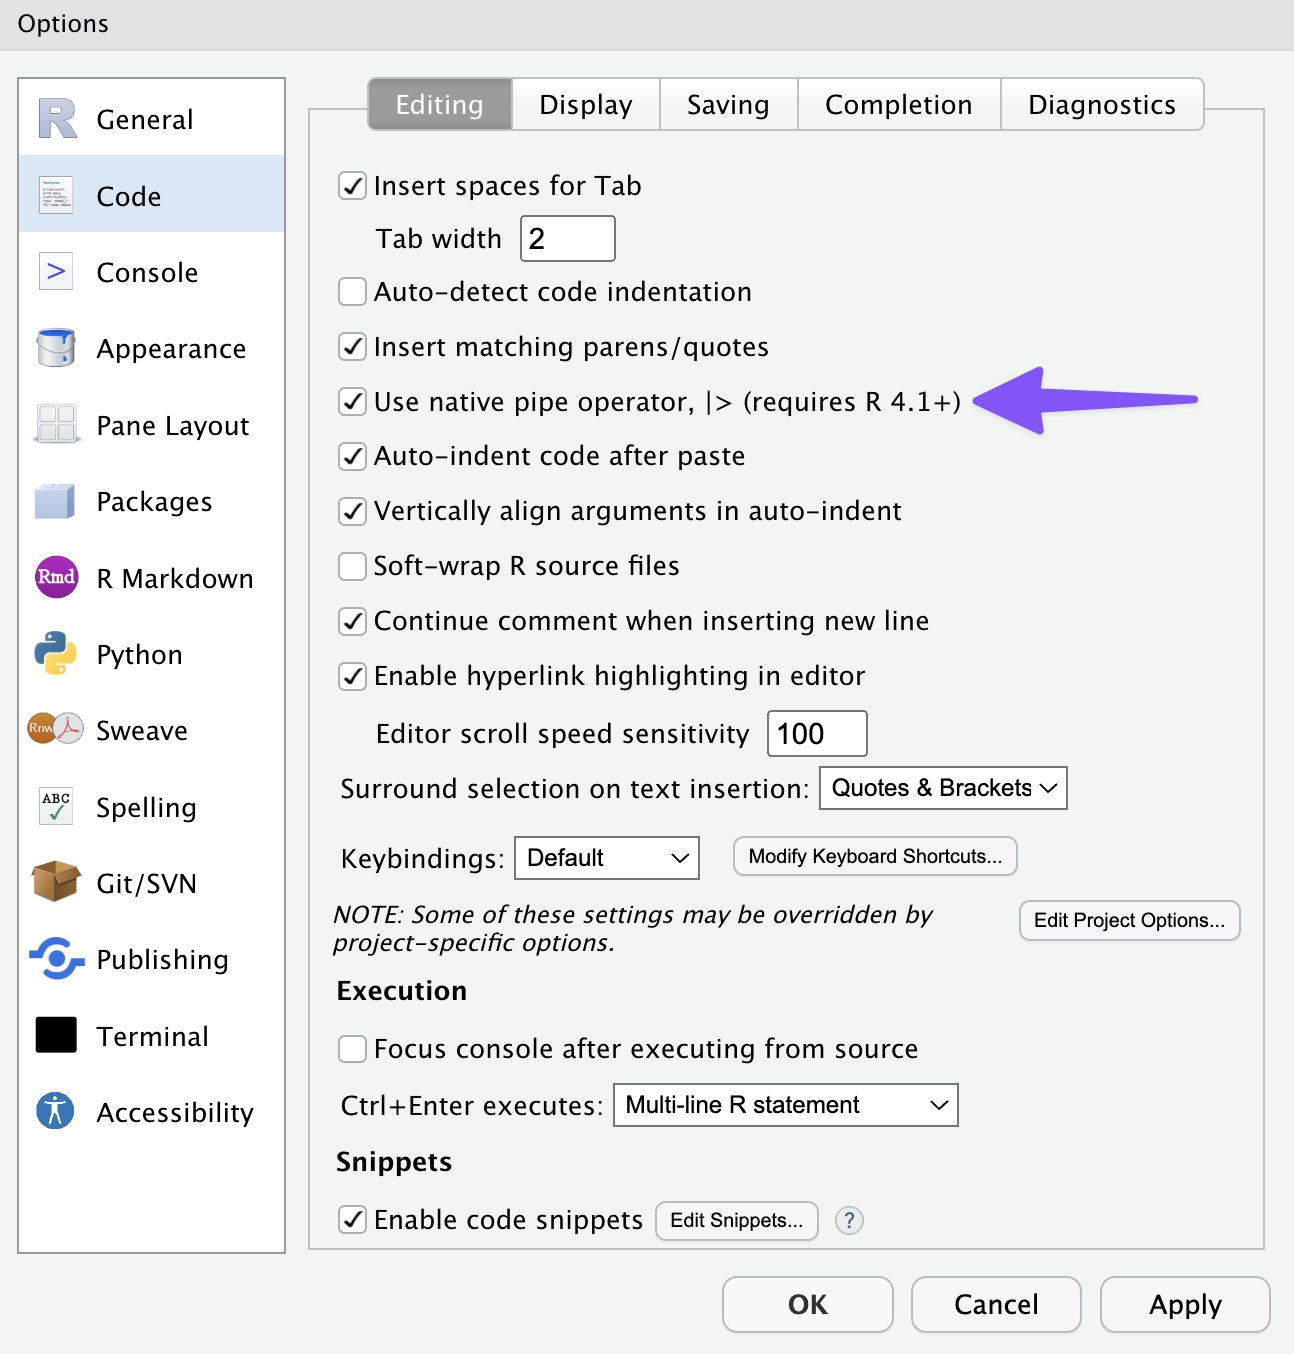 Options
General
Code
Console
Appearance
Pane Layout
Packages
Rmd
R Markdown
Python
Rnw
Sweave
ABC
Spelling
Git/SVN
Publishing
Terminal
Accessibility
Editing
Display
Saving
Completion
Diagnostics
Insert spaces for Tab
Tab width 2
Auto-detect code indentation
Insert matching parens/quotes
Use native pipe operator, |> (requires R 4.1+)
Auto-indent code after paste
Vertically align arguments in auto-indent
Soft-wrap R source files
Continue comment when inserting new line
Enable hyperlink highlighting in editor
Editor scroll speed sensitivity 100
Surround selection on text insertion: Quotes & Brackets
Keybindings: Default Modify Keyboard Shortcuts...
NOTE: Some of these settings may be overridden by
project-specific options.
Edit Project Options...
Execution
Focus console after executing from source
Ctrl+Enter executes: Multi-line R statement
Snippets
Enable code snippets Edit Snippets... ?
OK
Cancel
Apply